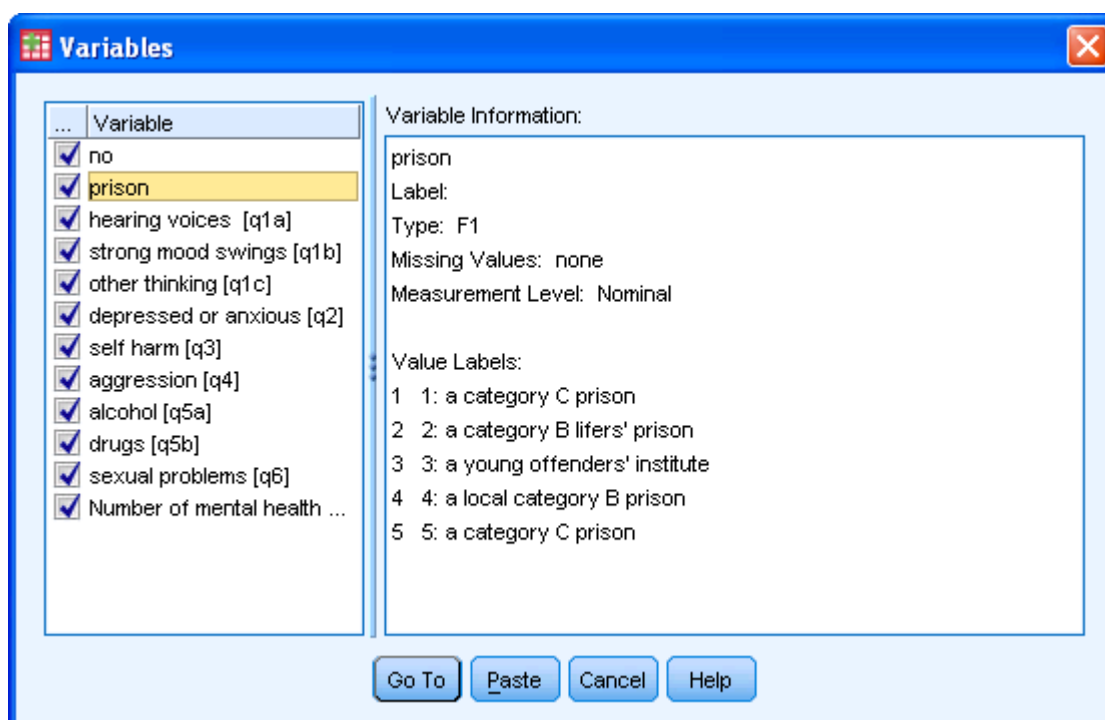 Variables
... Variable
no
prison
hearing voices [q1a]
strong mood swings [q1b]
other thinking [q1c]
depressed or anxious [q2]
self harm [q3]
aggression [q4]
alcohol [q5a]
drugs [q5b]
sexual problems [q6]
Number of mental health ...
Variable Information:
prison
Label:
Type: F1
Missing Values: none
Measurement Level: Nominal
Value Labels:
1 1: a category C prison
2 2: a category B lifers' prison
3 3: a young offenders' institute
4 4: a local category B prison
5 5: a category C prison
Go To Paste Cancel Help